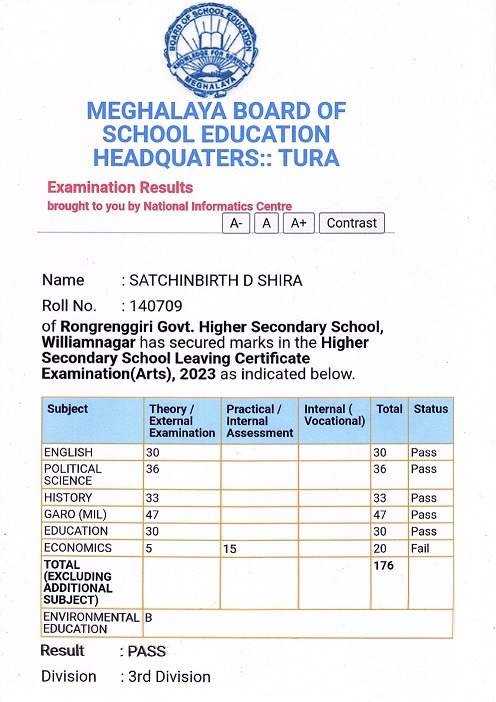 BOARD OF SCHOOL EDUCATION
KNOWLEDGE FOR SERVICE
MEGHALAYA
MEGHALAYA BOARD OF
SCHOOL EDUCATION
HEADQUATERS:: TURA
Examination Results
brought to you by National Informatics Centre
A- A A+ Contrast
Name : SATCHINBIRTH D SHIRA
Roll No. : 140709
of Rongrenggiri Govt. Higher Secondary School,
Williamnagar has secured marks in the Higher
Secondary School Leaving Certificate
Examination(Arts), 2023 as indicated below.
Subject Theory / Practical / Internal ( Total Status
External Internal Vocational)
Examination Assessment
ENGLISH 30 30 Pass
POLITICAL 36 36 Pass
SCIENCE
HISTORY 33 33 Pass
GARO (MIL) 47 47 Pass
EDUCATION 30 30 Pass
ECONOMICS 5 15 20 Fail
TOTAL 176
(EXCLUDING
ADDITIONAL
SUBJECT)
ENVIRONMENTAL B
EDUCATION
Result : PASS
Division : 3rd Division